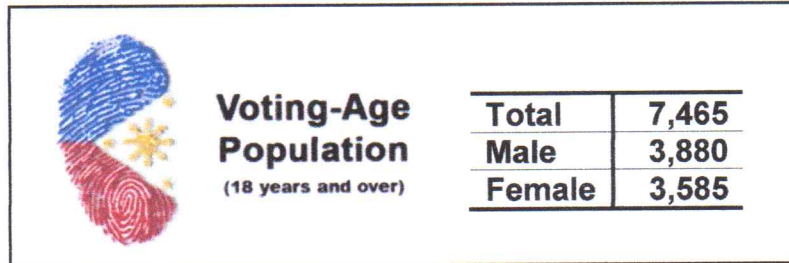 Voting-Age
Population
(18 years and over)
Total 7,465
Male 3,880
Female 3,585